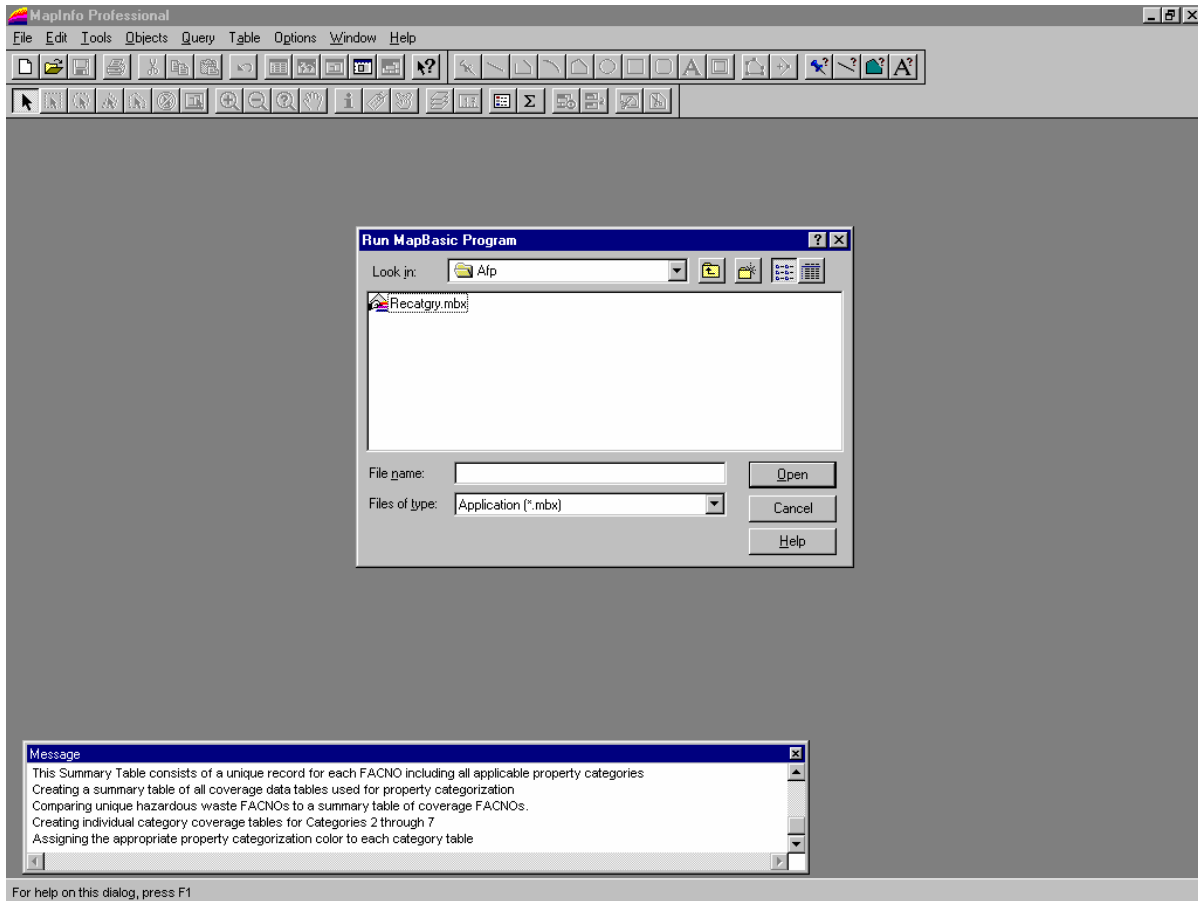 MapInfo Professional
File Edit Tools Objects Query Table Options Window Help
Run MapBasic Program
Look in: Afp
Recatgry.mbx
File name:
Open
Files of type: Application (*.mbx)
Cancel
Help
Message
This Summary Table consists of a unique record for each FACNO including all applicable property categories
Creating a summary table of all coverage data tables used for property categorization
Comparing unique hazardous waste FACNOs to a summary table of coverage FACNOs.
Creating individual category coverage tables for Categories 2 through 7
Assigning the appropriate property categorization color to each category table
For help on this dialog, press F1